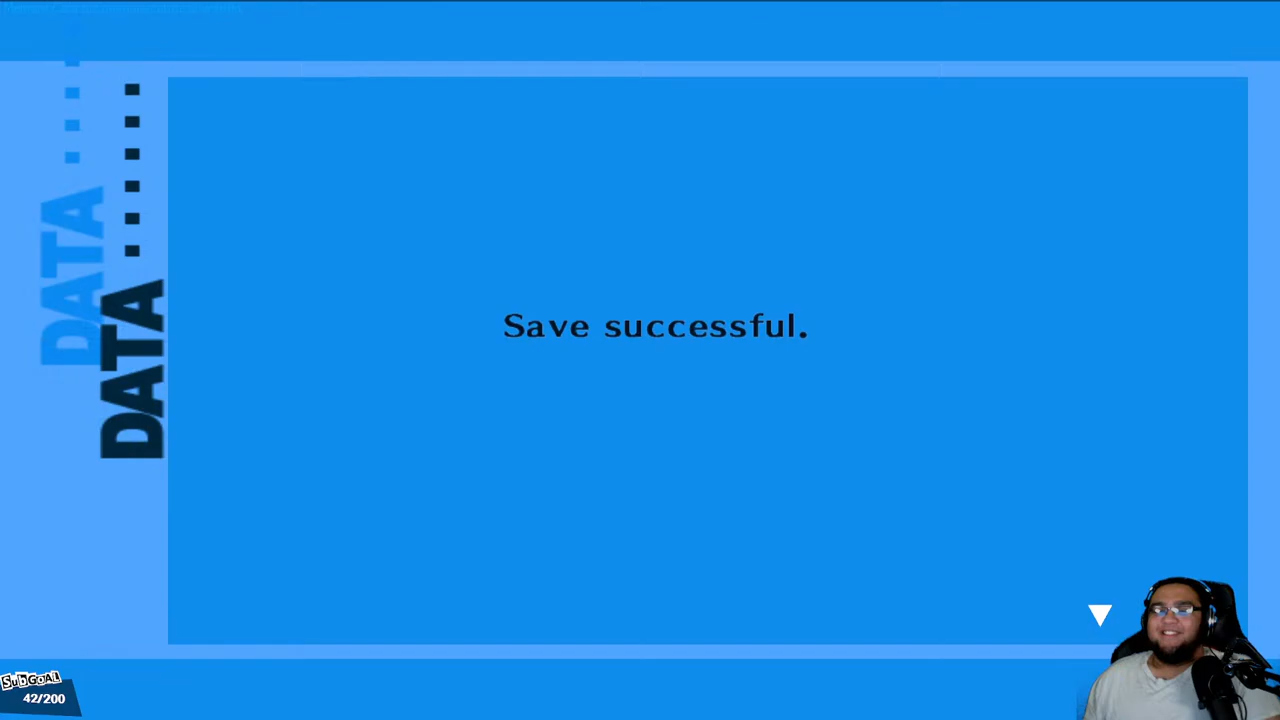 DATA
DATA
Save successful.
SUBGOAL
42/200